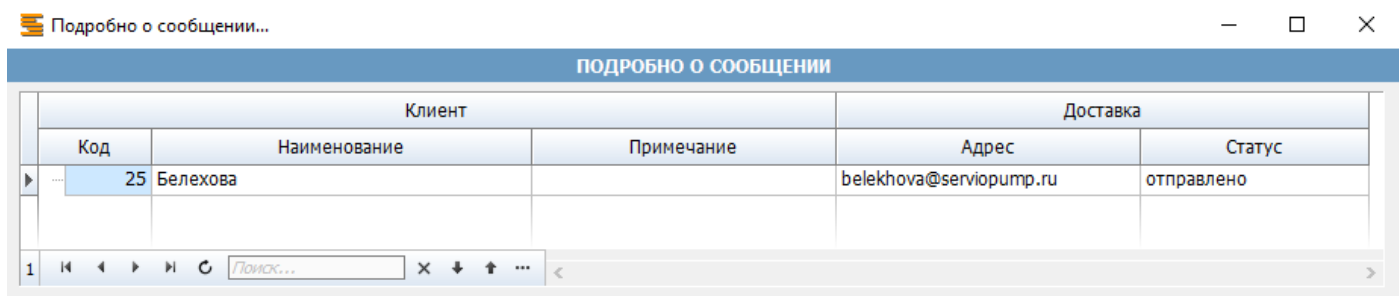 Подробно о сообщении...
ПОДРОБНО О СООБЩЕНИИ
Клиент Доставка
Код Наименование Примечание Адрес Статус
25 Белехова belekhova@serviopump.ru отправлено
1 Поиск...